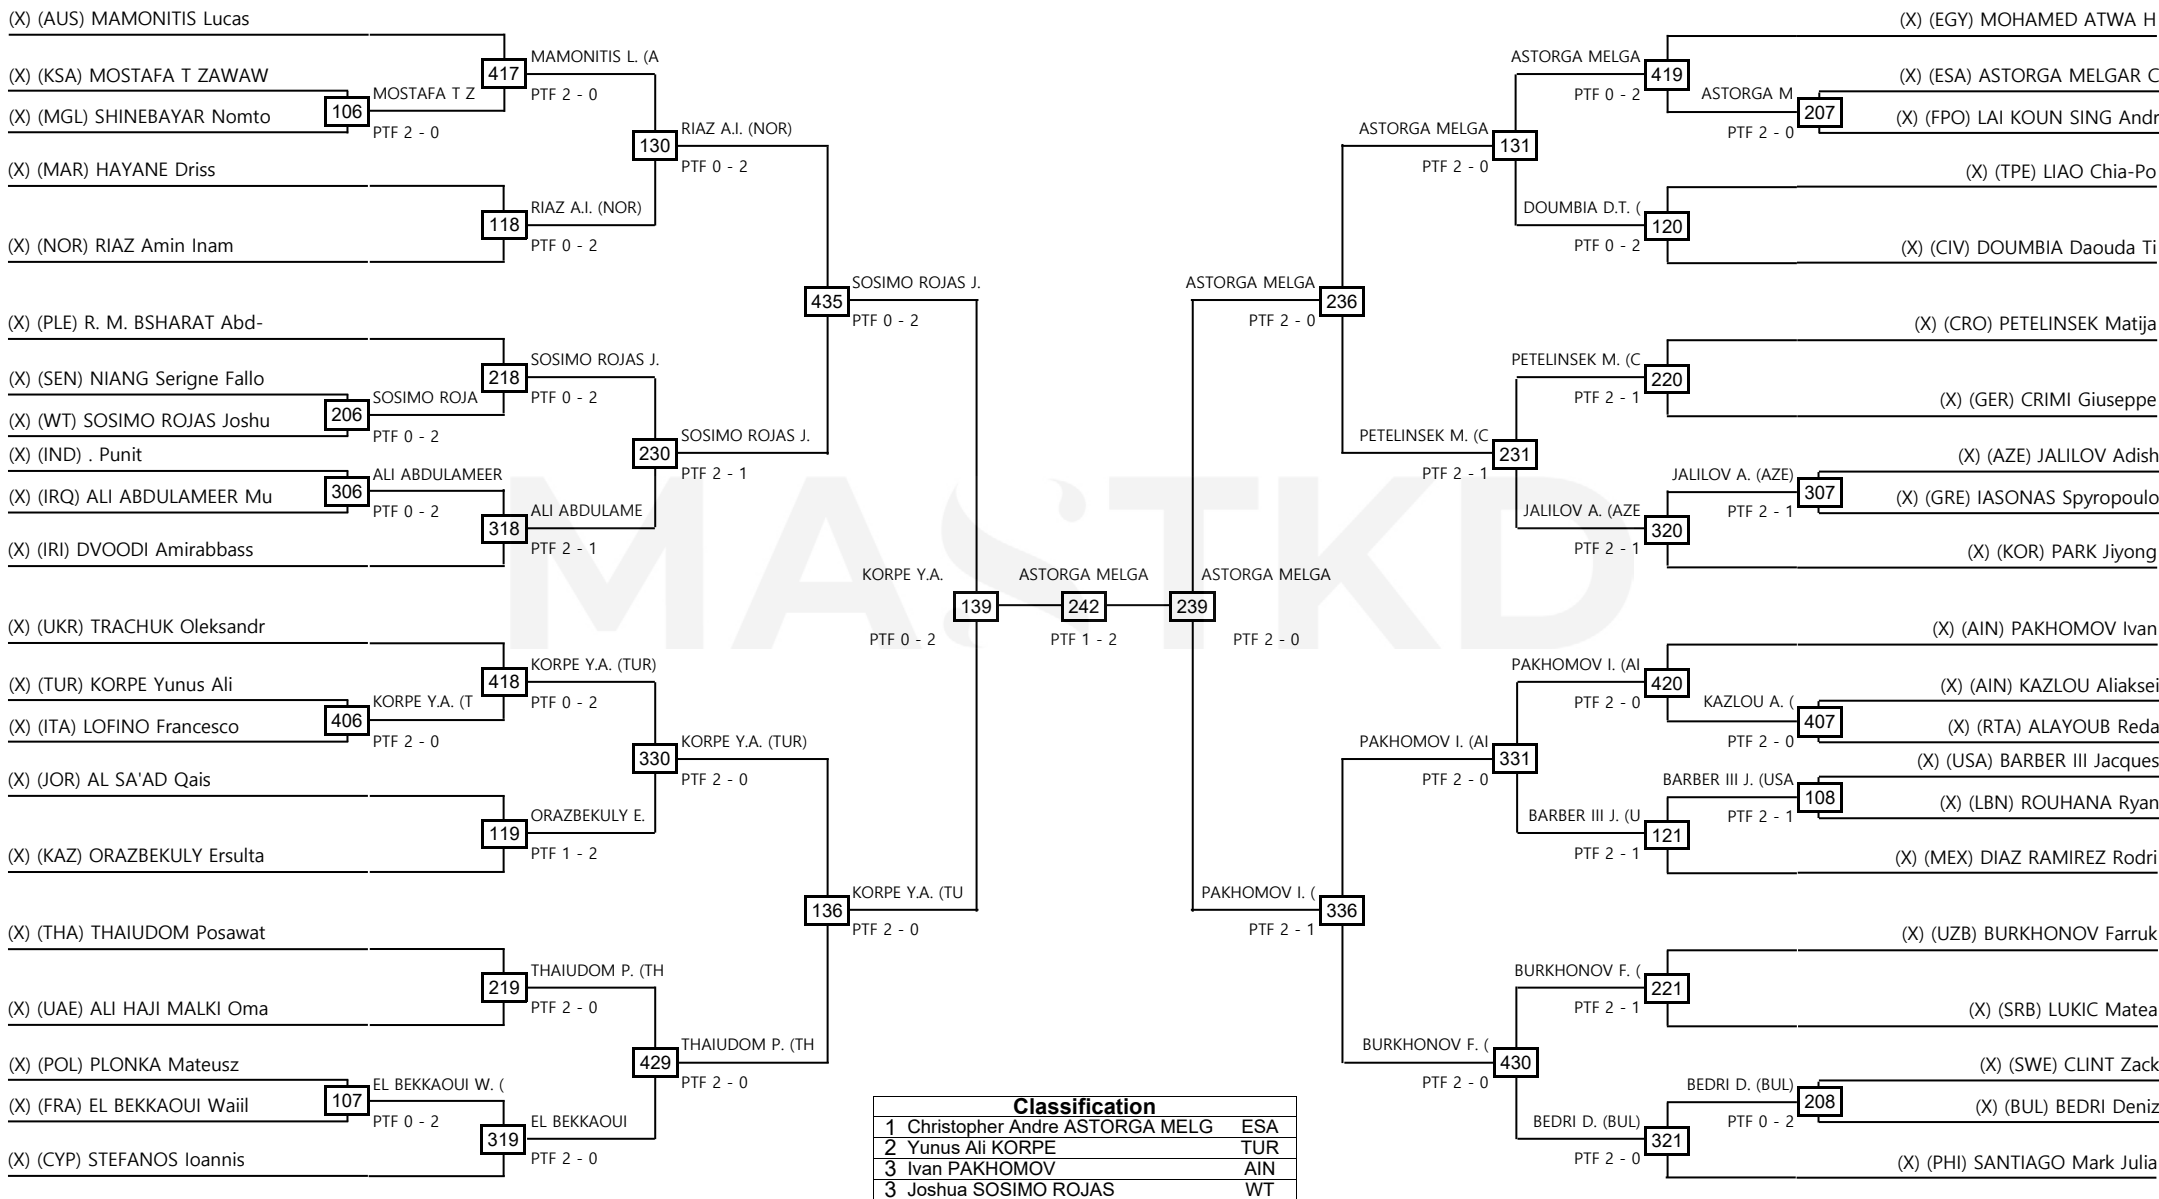 (X) (AUS) MAMONITIS Lucas
(X) (KSA) MOSTAFA T ZAWAW
(X) (MGL) SHINEBAYAR Nomto
(X) (MAR) HAYANE Driss
(X) (NOR) RIAZ Amin Inam
(X) (PLE) R. M. BSHARAT Abd-
(X) (SEN) NIANG Serigne Fallo
(X) (WT) SOSIMO ROJAS Joshu
(X) (IND) . Punit
(X) (IRQ) ALI ABDULAMEER Mu
(X) (IRI) DVOODI Amirabbass
(X) (UKR) TRACHUK Oleksandr
(X) (TUR) KORPE Yunus Ali
(X) (ITA) LOFINO Francesco
(X) (JOR) AL SA'AD Qais
(X) (KAZ) ORAZBEKULY Ersulta
(X) (THA) THAIUDOM Posawat
(X) (UAE) ALI HAJI MALKI Oma
(X) (POL) PLONKA Mateusz
(X) (FRA) EL BEKKAOUI Waiil
(X) (CYP) STEFANOS Ioannis
106
MOSTAFA T Z
PTF 2 - 0
206
SOSIMO ROJA
PTF 0 - 2
306
ALI ABDULAMEER
PTF 0 - 2
406
KORPE Y.A. (T
PTF 2 - 0
107
EL BEKKAOUI W. (
PTF 0 - 2
417
MAMONITIS L. (A
PTF 2 - 0
118
RIAZ A.I. (NOR)
PTF 0 - 2
218
SOSIMO ROJAS J.
PTF 0 - 2
318
ALI ABDULAME
PTF 2 - 1
418
KORPE Y.A. (TUR)
PTF 0 - 2
119
ORAZBEKULY E.
PTF 1 - 2
219
THAIUDOM P. (TH
PTF 2 - 0
319
EL BEKKAOUI
PTF 2 - 0
130
RIAZ A.I. (NOR)
PTF 0 - 2
230
SOSIMO ROJAS J.
PTF 2 - 1
330
KORPE Y.A. (TUR)
PTF 2 - 0
429
THAIUDOM P. (TH
PTF 2 - 0
435
SOSIMO ROJAS J.
PTF 0 - 2
136
KORPE Y.A. (TU
PTF 2 - 0
KORPE Y.A.
139
PTF 0 - 2
ASTORGA MELGA
242
PTF 1 - 2
ASTORGA MELGA
239
PTF 2 - 0
MASTKD
ASTORGA MELGA
236
PTF 2 - 0
PAKHOMOV I. (
336
PTF 2 - 1
ASTORGA MELGA
131
PTF 2 - 0
PETELINSEK M. (C
231
PTF 2 - 1
PAKHOMOV I. (AI
331
PTF 2 - 0
BURKHONOV F. (
430
PTF 2 - 0
ASTORGA MELGA
419
PTF 0 - 2
DOUMBIA D.T. (
120
PTF 0 - 2
PETELINSEK M. (C
220
PTF 2 - 1
JALILOV A. (AZE
320
PTF 2 - 1
PAKHOMOV I. (AI
420
PTF 2 - 0
BARBER III J. (U
121
PTF 2 - 1
BURKHONOV F. (
221
PTF 2 - 1
BEDRI D. (BUL)
321
PTF 2 - 0
ASTORGA M
207
PTF 2 - 0
JALILOV A. (AZE)
307
PTF 2 - 1
KAZLOU A. (
407
PTF 2 - 0
BARBER III J. (USA
108
PTF 2 - 1
BEDRI D. (BUL)
208
PTF 0 - 2
(X) (EGY) MOHAMED ATWA H
(X) (ESA) ASTORGA MELGAR C
(X) (FPO) LAI KOUN SING Andr
(X) (TPE) LIAO Chia-Po
(X) (CIV) DOUMBIA Daouda Ti
(X) (CRO) PETELINSEK Matija
(X) (GER) CRIMI Giuseppe
(X) (AZE) JALILOV Adish
(X) (GRE) IASONAS Spyropoulo
(X) (KOR) PARK Jiyong
(X) (AIN) PAKHOMOV Ivan
(X) (AIN) KAZLOU Aliaksei
(X) (RTA) ALAYOUB Reda
(X) (USA) BARBER III Jacques
(X) (LBN) ROUHANA Ryan
(X) (MEX) DIAZ RAMIREZ Rodri
(X) (UZB) BURKHONOV Farruk
(X) (SRB) LUKIC Matea
(X) (SWE) CLINT Zack
(X) (BUL) BEDRI Deniz
(X) (PHI) SANTIAGO Mark Julia
Classification
1 Christopher Andre ASTORGA MELG ESA
2 Yunus Ali KORPE TUR
3 Ivan PAKHOMOV AIN
3 Joshua SOSIMO ROJAS WT